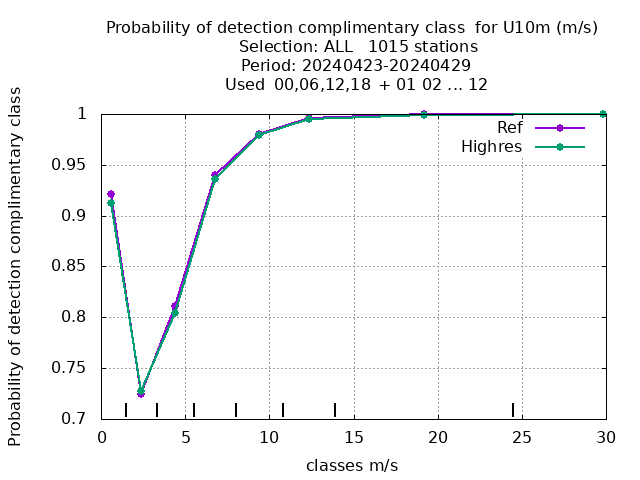 Probability of detection complimentary class  for U10m (m/s)
Selection: ALL   1015 stations
Period: 20240423-20240429
Used  00,06,12,18  + 01 02 ... 12
Probability of detection complimentary class
1
0.95
0.9
0.85
0.8
0.75
0.7
Ref
Highres
0 5 10 15 20 25 30
classes m/s